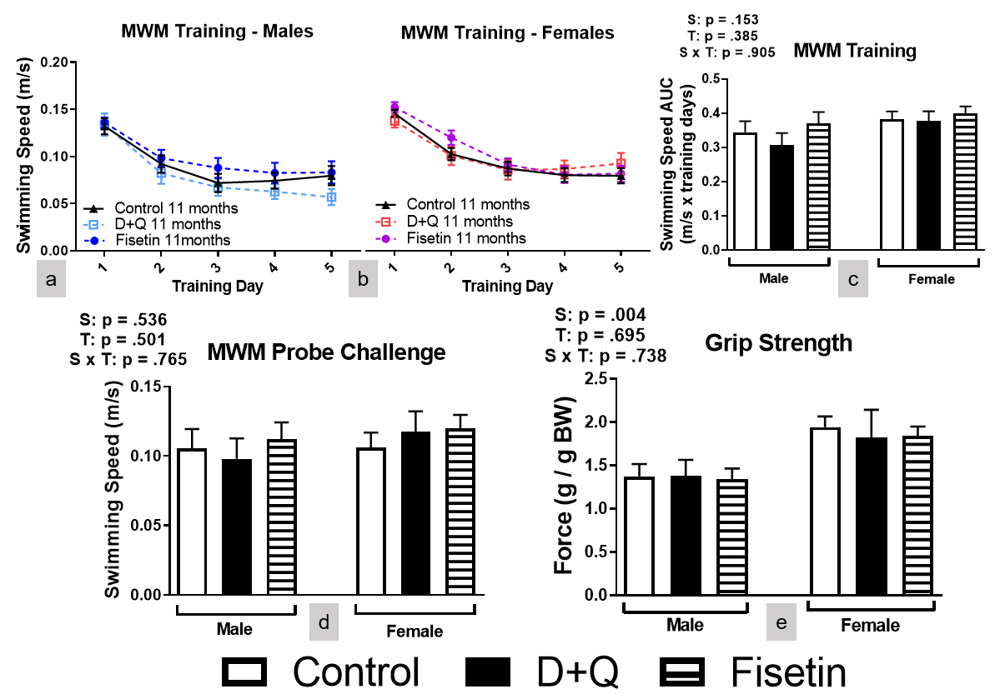 MWM Training - Males
Swimming Speed (m/s)
0.20
0.15
0.10
0.05
0.00
Control 11 months
D+Q 11 months
Fisetin 11months
1
2
3
4
5
Training Day
a
MWM Training - Females
Control 11 months
D+Q 11 months
Fisetin 11 months
1
2
3
4
5
Training Day
b
S: p = .153
T: p = .385
S x T: p = .905
MWM Training
Swimming Speed AUC
(m/s x training days)
0.5
0.4
0.3
0.2
0.1
0.0
Male
Female
c
S: p = .536
T: p = .501
S x T: p = .765
MWM Probe Challenge
Swimming Speed (m/s)
0.15
0.10
0.05
0.00
Male
Female
d
S: p = .004
T: p = .695
S x T: p = .738
Grip Strength
Force (g / g BW)
2.5
2.0
1.5
1.0
0.5
0.0
Male
Female
e
Control
D+Q
Fisetin